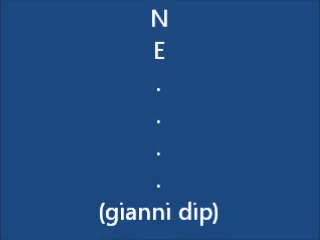 N
E
.
.
.
.
(gianni dip)